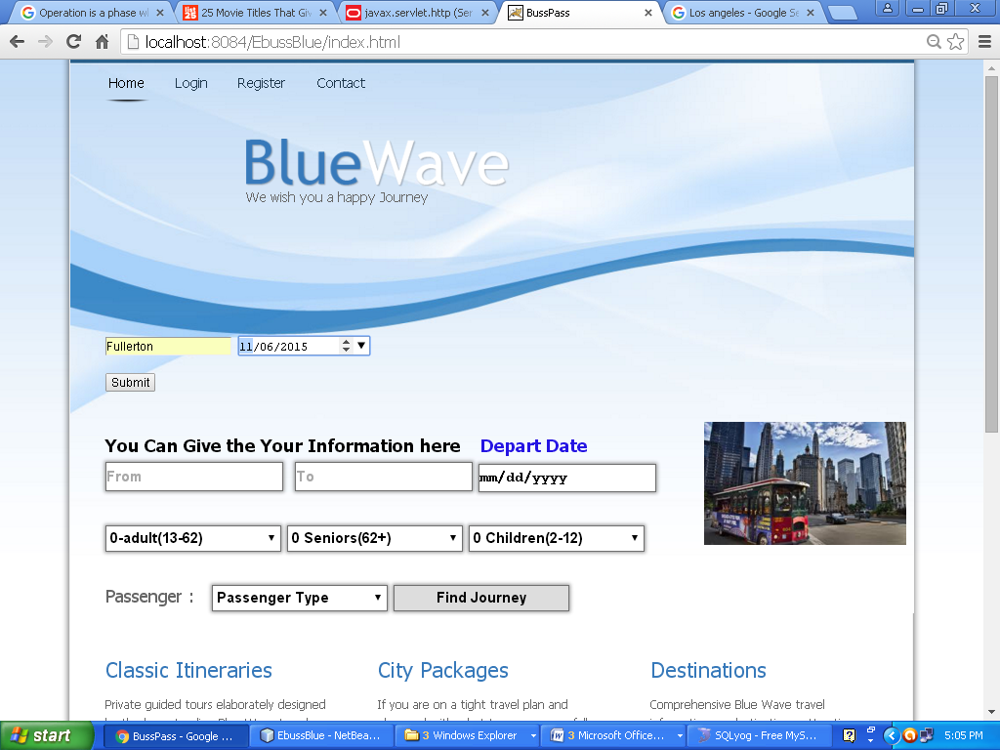 Operation is a phase wh
25 Movie Titles That Giv
javax.servlet.http (Ser
BussPass
Los angeles - Google Se
localhost:8084/EbussBlue/index.html
Home Login Register Contact
BlueWave
We wish you a happy Journey
Fullerton 11/06/2015
Submit
You Can Give the Your Information here Depart Date
From To mm/dd/yyyy
0-adult(13-62) 0 Seniors(62+) 0 Children(2-12)
Passenger : Passenger Type Find Journey
Classic Itineraries City Packages Destinations
Private guided tours elaborately designed If you are on a tight travel plan and Comprehensive Blue Wave travel
start BussPass - Google ... EbussBlue - NetBea... 3 Windows Explorer 3 Microsoft Office... SQLyog - Free MyS... 5:05 PM